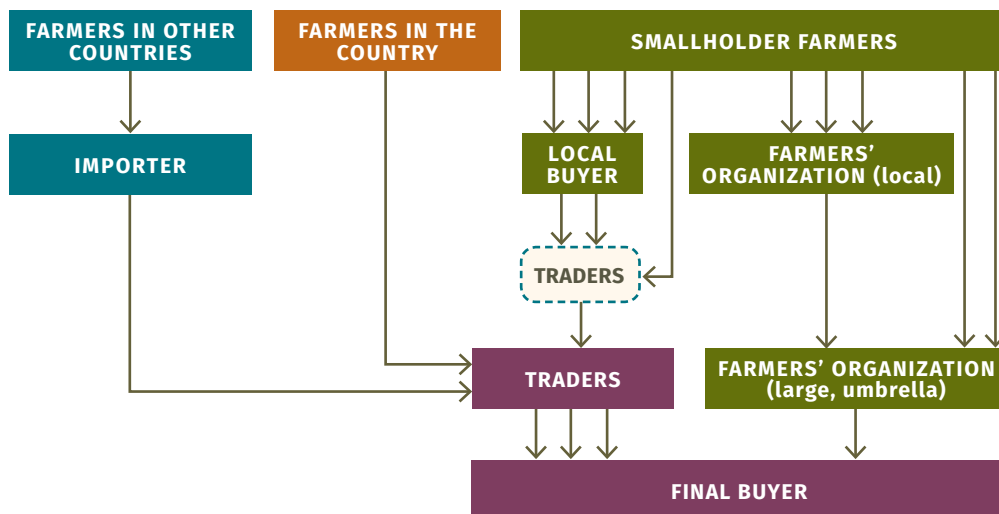 FARMERS IN OTHER
COUNTRIES
FARMERS IN THE
COUNTRY
SMALLHOLDER FARMERS
IMPORTER
LOCAL
BUYER
FARMERS’
ORGANIZATION (local)
TRADERS
TRADERS
FARMERS’ ORGANIZATION
(large, umbrella)
FINAL BUYER